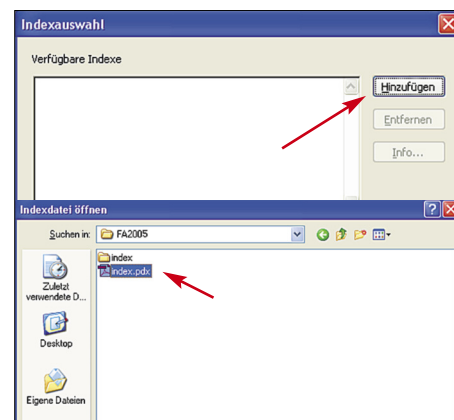 Indexauswahl
Verfügbare Indexe
Hinzufügen
Entfernen
Info...
Indexdatei öffnen
Suchen in: FA2005
index
index.pdx
Zuletzt
verwendete D...
Desktop
Eigene Dateien